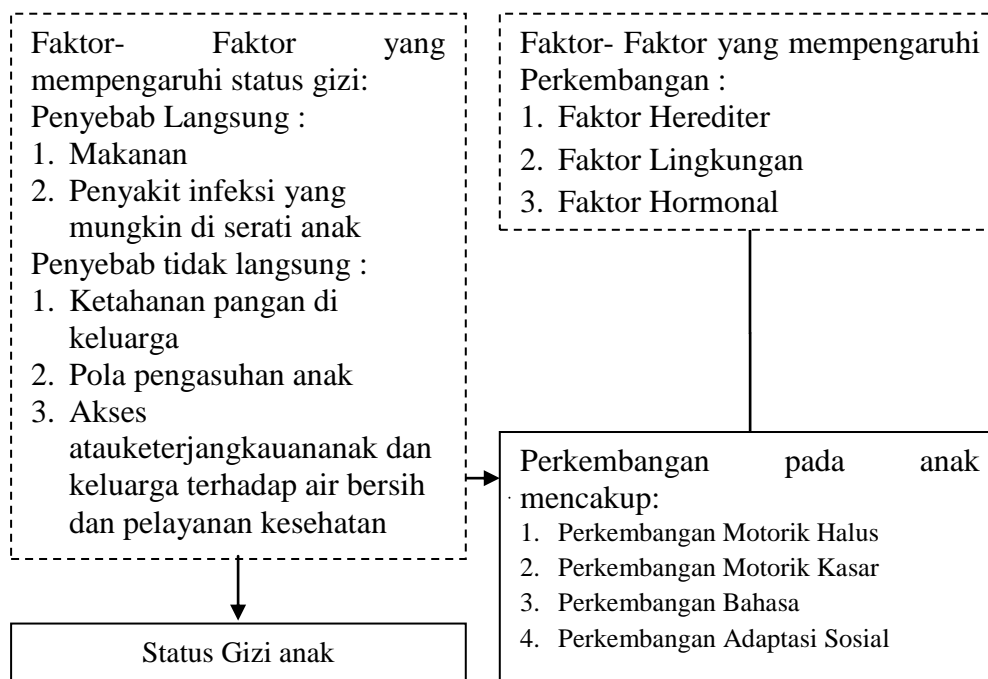 Faktor- Faktor yang
mempengaruhi status gizi:
Penyebab Langsung :
1. Makanan
2. Penyakit infeksi yang
mungkin di serati anak
Penyebab tidak langsung :
1. Ketahanan pangan di
keluarga
2. Pola pengasuhan anak
3. Akses
atauketerjangkauananak dan
keluarga terhadap air bersih
dan pelayanan kesehatan
Status Gizi anak
Faktor- Faktor yang mempengaruhi
Perkembangan :
1. Faktor Herediter
2. Faktor Lingkungan
3. Faktor Hormonal
Perkembangan pada anak
mencakup:
1. Perkembangan Motorik Halus
2. Perkembangan Motorik Kasar
3. Perkembangan Bahasa
4. Perkembangan Adaptasi Sosial